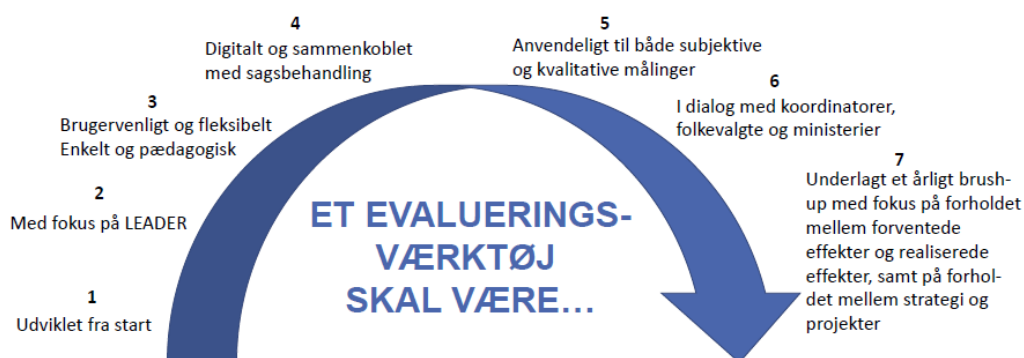 1
Udviklet fra start
2
Med fokus på LEADER
3
Brugervenligt og fleksibelt
Enkelt og pædagogisk
4
Digitalt og sammenkoblet
med sagsbehandling
5
Anvendeligt til både subjektive
og kvalitative målinger
6
I dialog med koordinatorer,
folkevalgte og ministerier
7
Underlagt et årligt brush-
up med fokus på forholdet
mellem forventede
effekter og realiserede
effekter, samt på forhol-
det mellem strategi og
projekter
ET EVALUERINGS-
VÆRKTØJ
SKAL VÆRE...